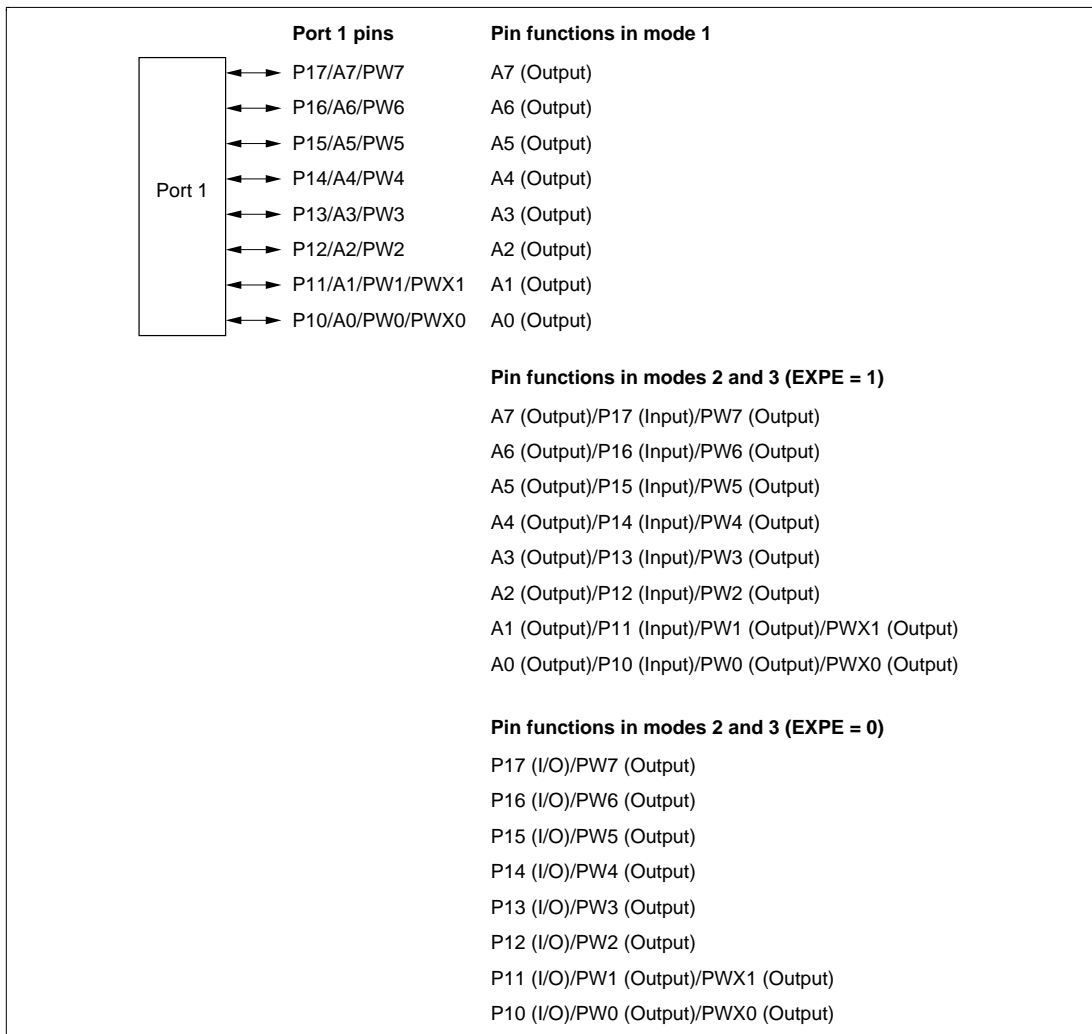 Port 1 pins Pin functions in mode 1
P17/A7/PW7 A7 (Output)
P16/A6/PW6 A6 (Output)
P15/A5/PW5 A5 (Output)
P14/A4/PW4 A4 (Output)
Port 1
P13/A3/PW3 A3 (Output)
P12/A2/PW2 A2 (Output)
P11/A1/PW1/PWX1 A1 (Output)
P10/A0/PW0/PWX0 A0 (Output)
Pin functions in modes 2 and 3 (EXPE = 1)
A7 (Output)/P17 (Input)/PW7 (Output)
A6 (Output)/P16 (Input)/PW6 (Output)
A5 (Output)/P15 (Input)/PW5 (Output)
A4 (Output)/P14 (Input)/PW4 (Output)
A3 (Output)/P13 (Input)/PW3 (Output)
A2 (Output)/P12 (Input)/PW2 (Output)
A1 (Output)/P11 (Input)/PW1 (Output)/PWX1 (Output)
A0 (Output)/P10 (Input)/PW0 (Output)/PWX0 (Output)
Pin functions in modes 2 and 3 (EXPE = 0)
P17 (I/O)/PW7 (Output)
P16 (I/O)/PW6 (Output)
P15 (I/O)/PW5 (Output)
P14 (I/O)/PW4 (Output)
P13 (I/O)/PW3 (Output)
P12 (I/O)/PW2 (Output)
P11 (I/O)/PW1 (Output)/PWX1 (Output)
P10 (I/O)/PW0 (Output)/PWX0 (Output)